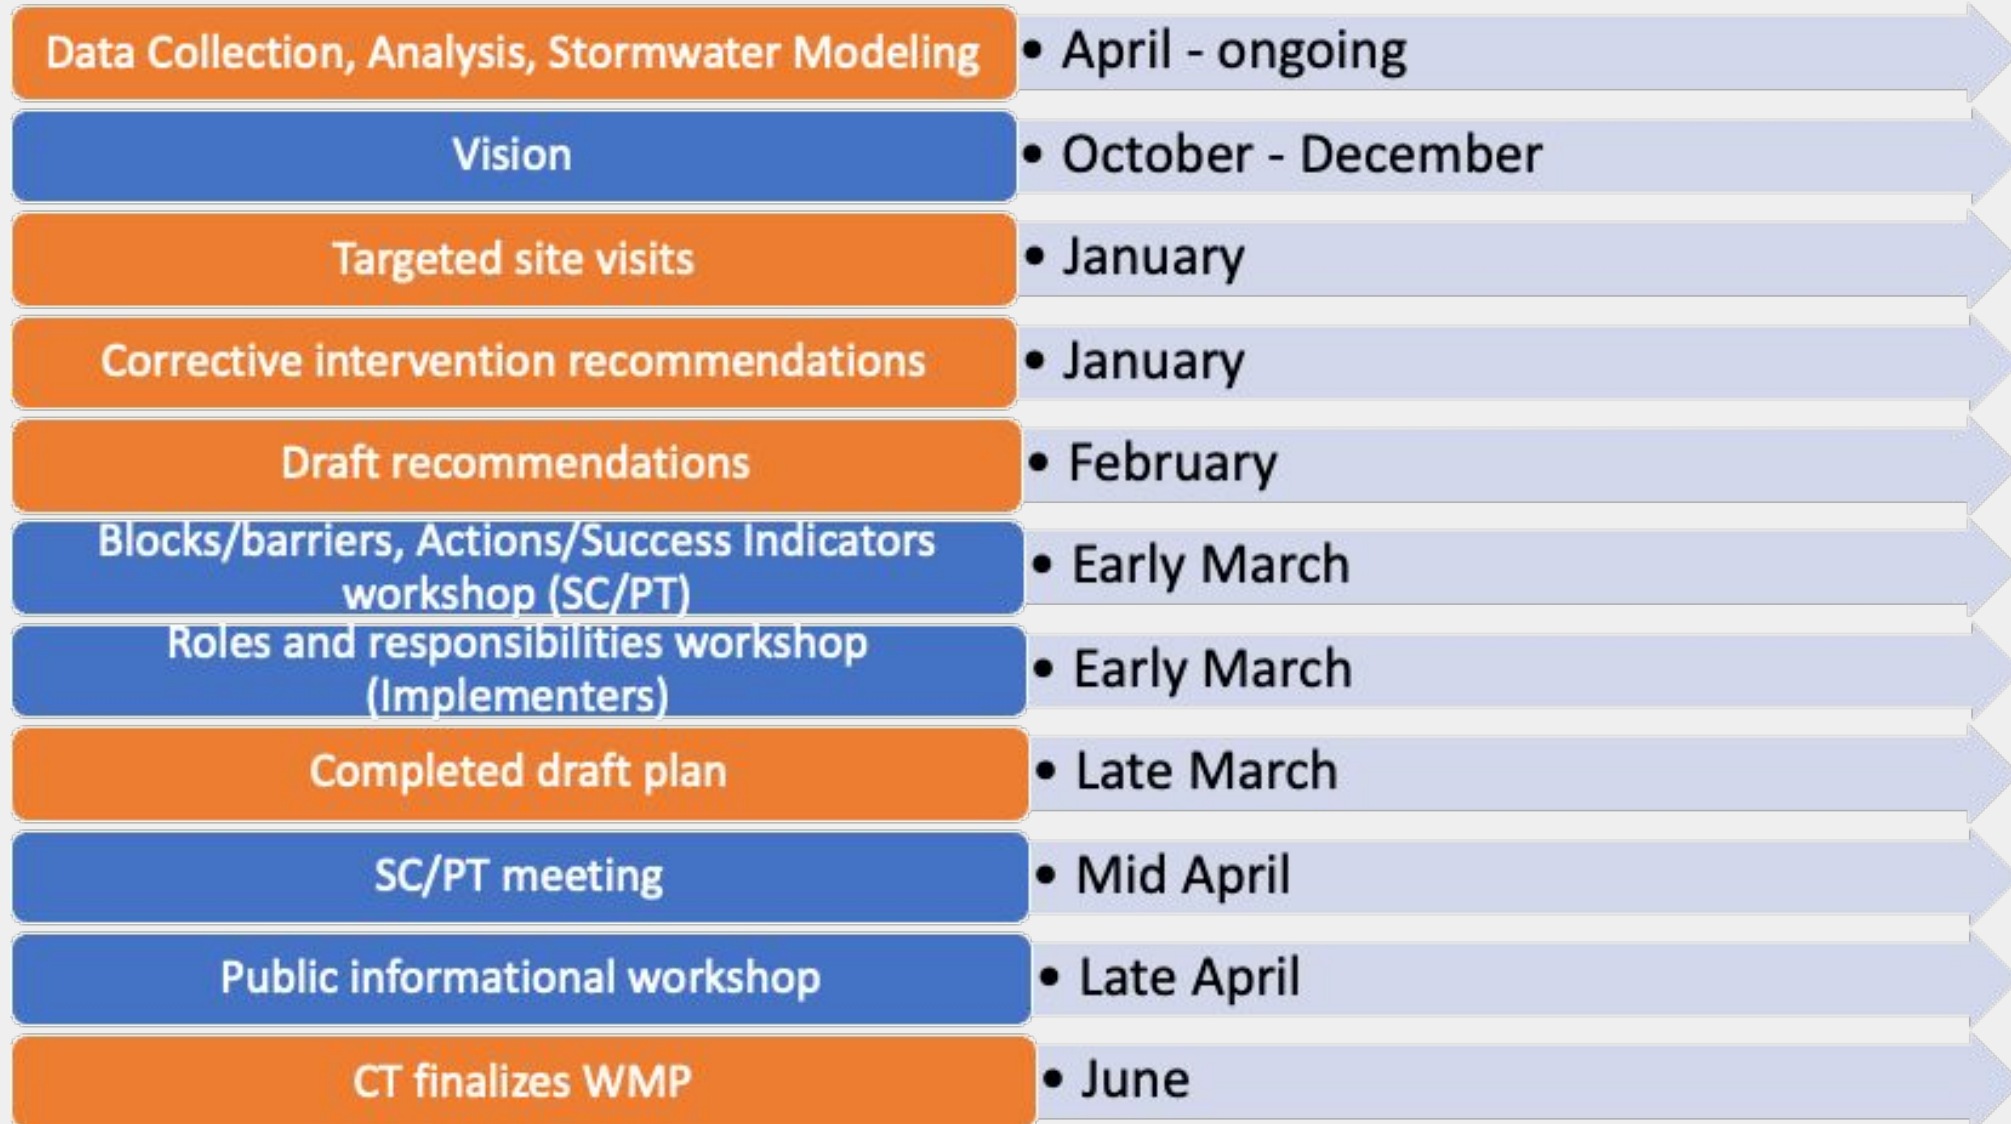 Data Collection, Analysis, Stormwater Modeling • April - ongoing
Vision • October - December
Targeted site visits • January
Corrective intervention recommendations • January
Draft recommendations • February
Blocks/barriers, Actions/Success Indicators
workshop (SC/PT) • Early March
Roles and responsibilities workshop
(Implementers) • Early March
Completed draft plan • Late March
SC/PT meeting • Mid April
Public informational workshop • Late April
CT finalizes WMP • June